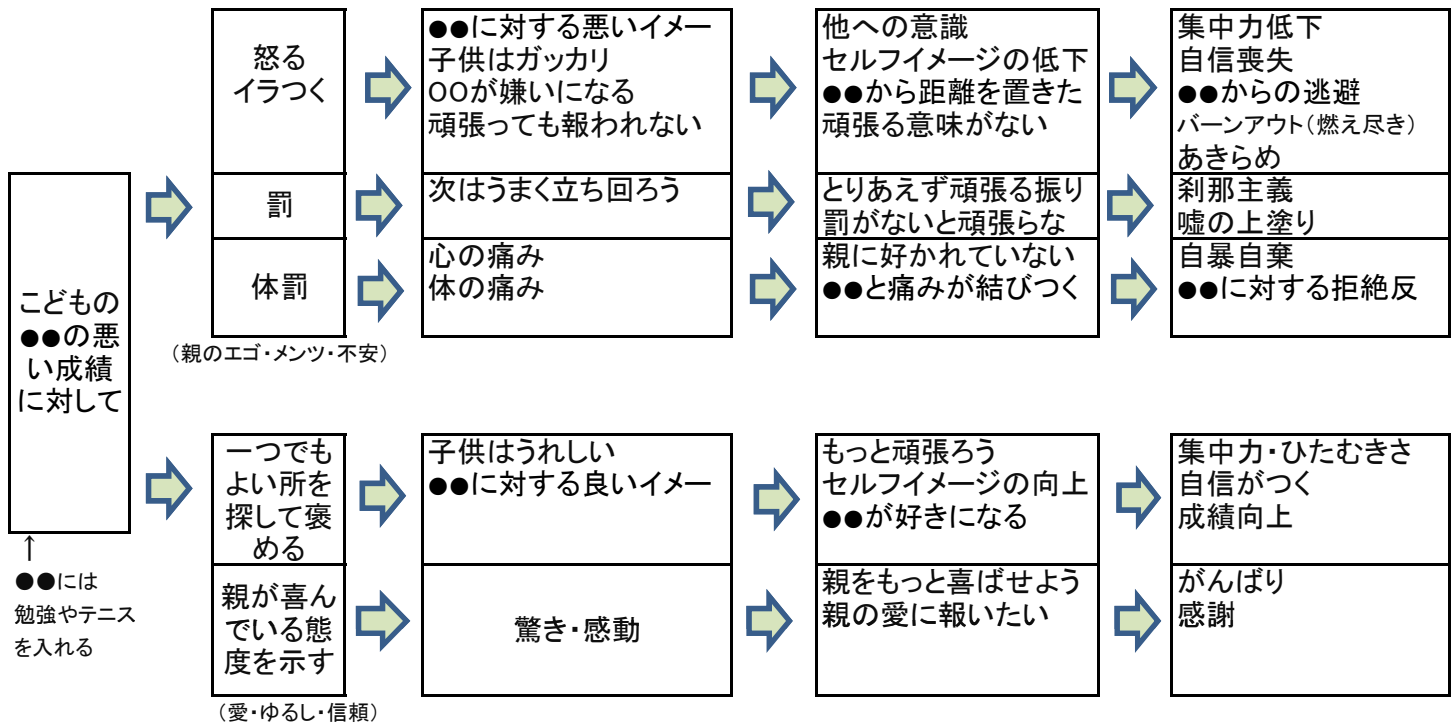 こどもの
●●の悪
い成績
に対して
↑
●●には
勉強やテニス
を入れる
怒る
イラつく
●●に対する悪いイメー
子供はガッカリ
○○が嫌いになる
頑張っても報われない
他への意識
セルフイメージの低下
●●から距離を置きた
頑張る意味がない
集中力低下
自信喪失
●●からの逃避
バーンアウト(燃え尽き)
あきらめ
罰
次はうまく立ち回ろう
とりあえず頑張る振り
罰がないと頑張らな
刹那主義
嘘の上塗り
体罰
心の痛み
体の痛み
親に好かれていない
●●と痛みが結びつく
自暴自棄
●●に対する拒絶反
(親のエゴ・メンツ・不安)
一つでも
よい所を
探して褒
める
子供はうれしい
●●に対する良いイメー
もっと頑張ろう
セルフイメージの向上
●●が好きになる
集中力・ひたむきさ
自信がつく
成績向上
親が喜ん
でいる態
度を示す
驚き・感動
親をもっと喜ばせよう
親の愛に報いたい
がんばり
感謝
(愛・ゆるし・信頼)